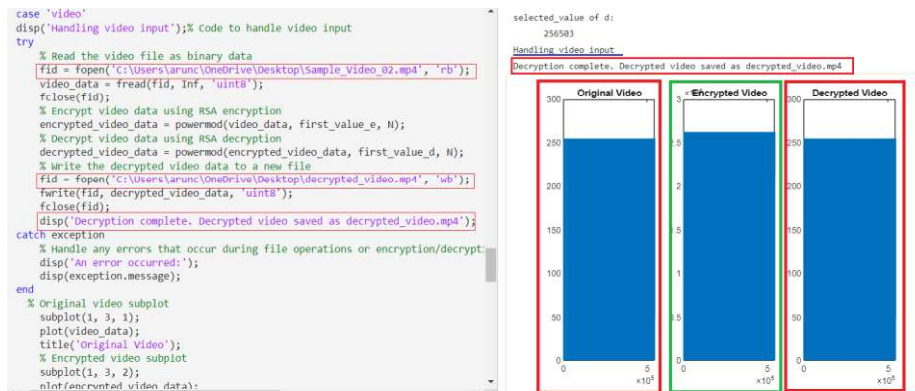 case 'video'
disp('Handling video input');% Code to handle video input
try
% Read the video file as binary data
fid = fopen('C:\Users\arunc\OneDrive\Desktop\Sample_Video_02.mp4', 'rb');
video_data = fread(fid, Inf, 'uint8');
fclose(fid);
% Encrypt video data using RSA encryption
encrypted_video_data = powermod(video_data, first_value_e, N);
% Decrypt video data using RSA decryption
decrypted_video_data = powermod(encrypted_video_data, first_value_d, N);
% Write the decrypted video data to a new file
fid = fopen('C:\Users\arunc\OneDrive\Desktop\decrypted_video.mp4', 'wb');
fwrite(fid, decrypted_video_data, 'uint8');
fclose(fid);
disp('Decryption complete. Decrypted video saved as decrypted_video.mp4');
catch exception
% Handle any errors that occur during file operations or encryption/decrypt
disp('An error occurred:');
disp(exception.message);
end
% Original video subplot
subplot(1, 3, 1);
plot(video_data);
title('Original Video');
% Encrypted video subplot
subplot(1, 3, 2);
plot(encrypted_video_data);
selected_value of d:
256503
Handling video input
Decryption complete. Decrypted video saved as decrypted_video.mp4
Original Video
300
250
200
150
100
50
0
0 5
×10⁵
Encrypted Video
3
2.5
2
1.5
1
0.5
0
0 5
×10⁵
Decrypted Video
300
250
200
150
100
50
0
0 5
×10⁵